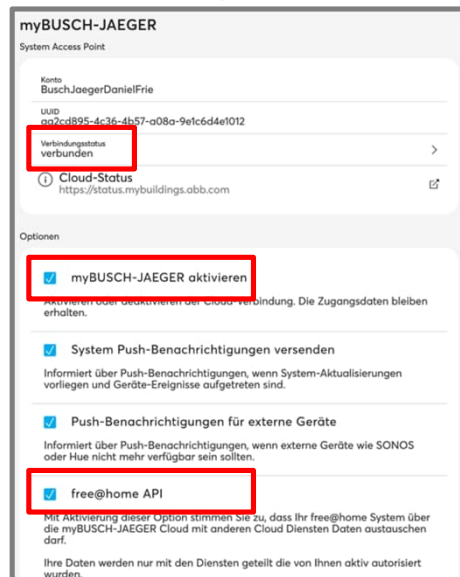 myBUSCH-JAEGER
System Access Point
Konto
BuschJaegerDanielFrie
UUID
aa2cd895-4c36-4b57-a08a-9e1c6d4e1012
Verbindungsstatus
verbunden
Cloud-Status
https://status.mybuildings.abb.com
Optionen
myBUSCH-JAEGER aktivieren
Aktivieren oder deaktivieren der Cloud-Verbindung. Die Zugangsdaten bleiben
erhalten.
System Push-Benachrichtigungen versenden
Informiert über Push-Benachrichtigungen, wenn System-Aktualisierungen
vorliegen und Geräte-Ereignisse aufgetreten sind.
Push-Benachrichtigungen für externe Geräte
Informiert über Push-Benachrichtigungen, wenn externe Geräte wie SONOS
oder Hue nicht mehr verfügbar sein sollten.
free@home API
Mit Aktivierung dieser Option stimmen Sie zu, dass Ihr free@home System über
die myBUSCH-JAEGER Cloud mit anderen Cloud Diensten Daten austauschen
darf.
Ihre Daten werden nur mit den Diensten geteilt die von Ihnen aktiv autorisiert
wurden.